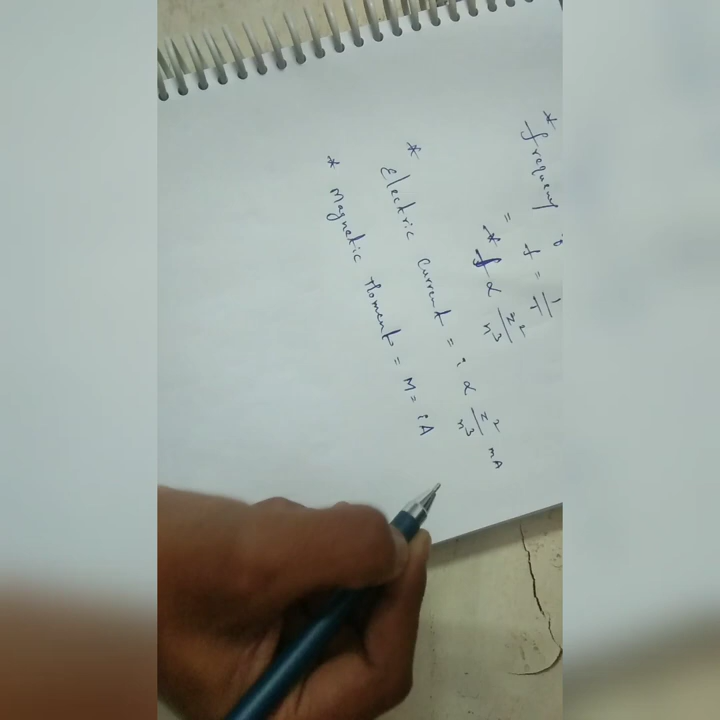 * frequency % f = 1/T
=
* f ∝ z²/n³
* Electric current = i ∝ z²/n³ mA
* Magnetic Moment = M = iA